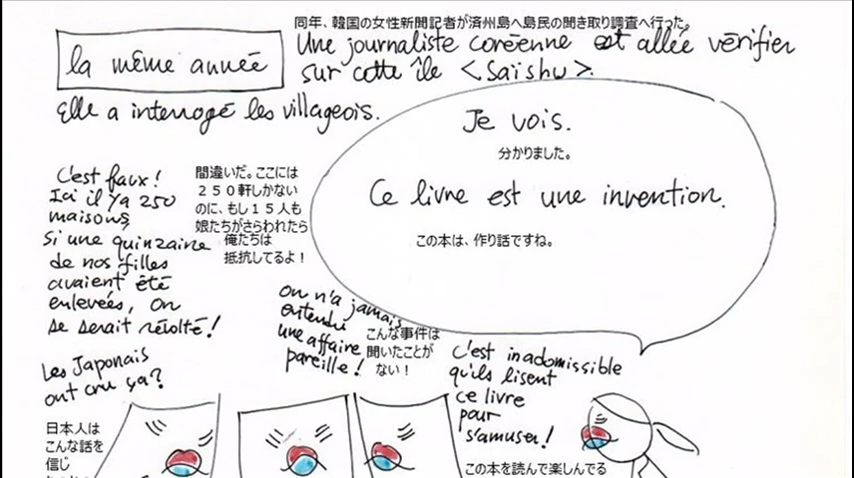 同年、韓国の女性新聞記者が済州島へ島民の聞き取り調査へ行った。
la même année
Une journaliste coréenne est allée vérifier
sur cette île <Saishu>.
Elle a interrogé les villageois.
Je vois.
分かりました。
Ce livre est une invention.
この本は、作り話ですね。
C'est faux!
Ici il y a 250
maisons,
si une quinzaine
de nos filles
avaient été
enlevées, on
se serait révolté!
間違いだ。ここには
２５０軒しかない
のに、もし１５人も
娘たちがさらわれたら
俺たちは
抵抗してるよ！
On n'a jamais
entendu
une affaire
pareille!
こんな事件は
聞いたことが
ない！
Les Japonais
ont cru ça?
日本人は
こんな話を
信じ
C'est inadomissible
qu'ils lisent
ce livre
pour
s'amuser!
この本を読んで楽しんでる